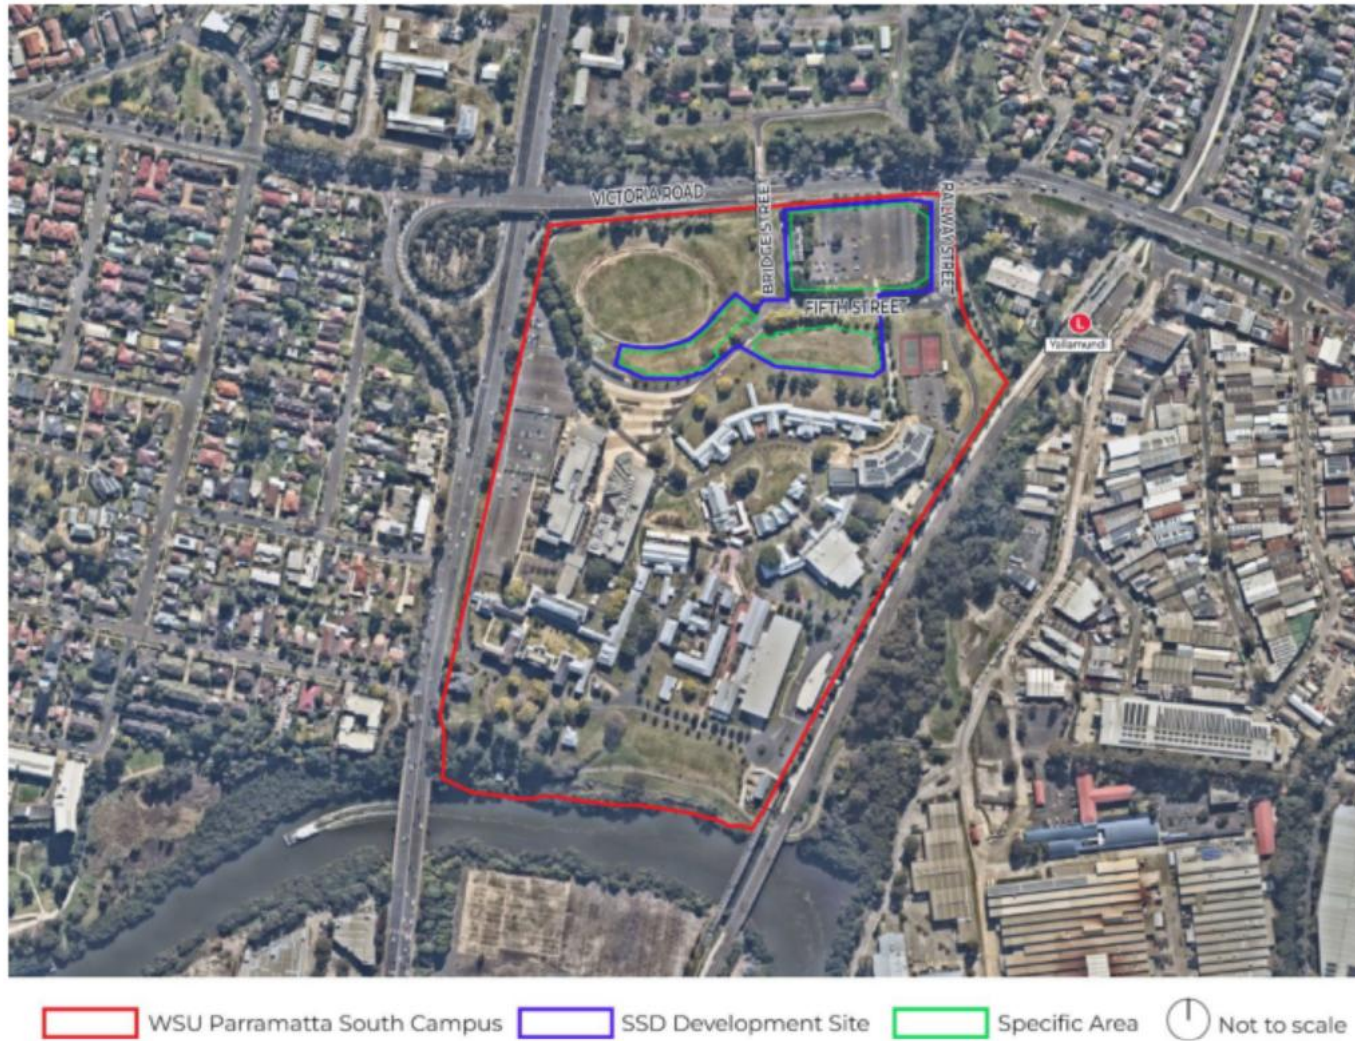 VICTORIA ROAD
BRIDGE STREET
RAILWAY STREET
FIFTH STREET
L
Yallamundi
WSU Parramatta South Campus
SSD Development Site
Specific Area
Not to scale